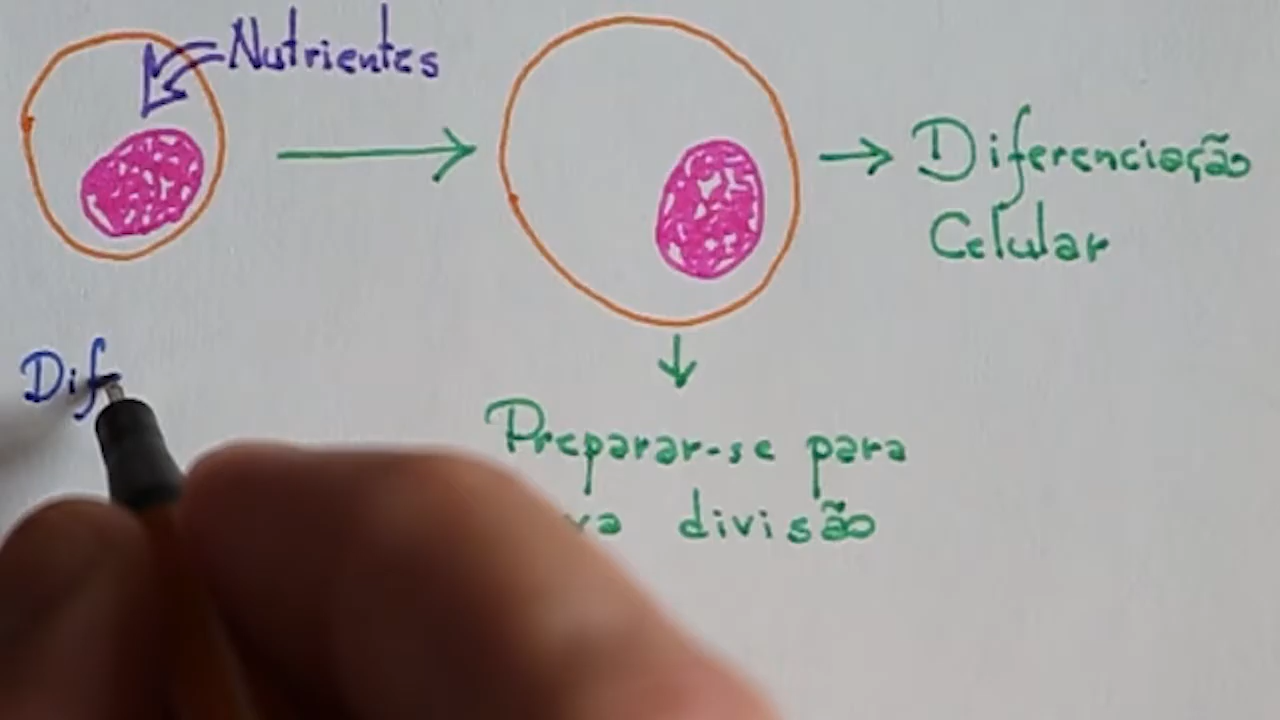 Nutrientes
Diferenciação
Celular
Dif
Preparar-se para
divisão